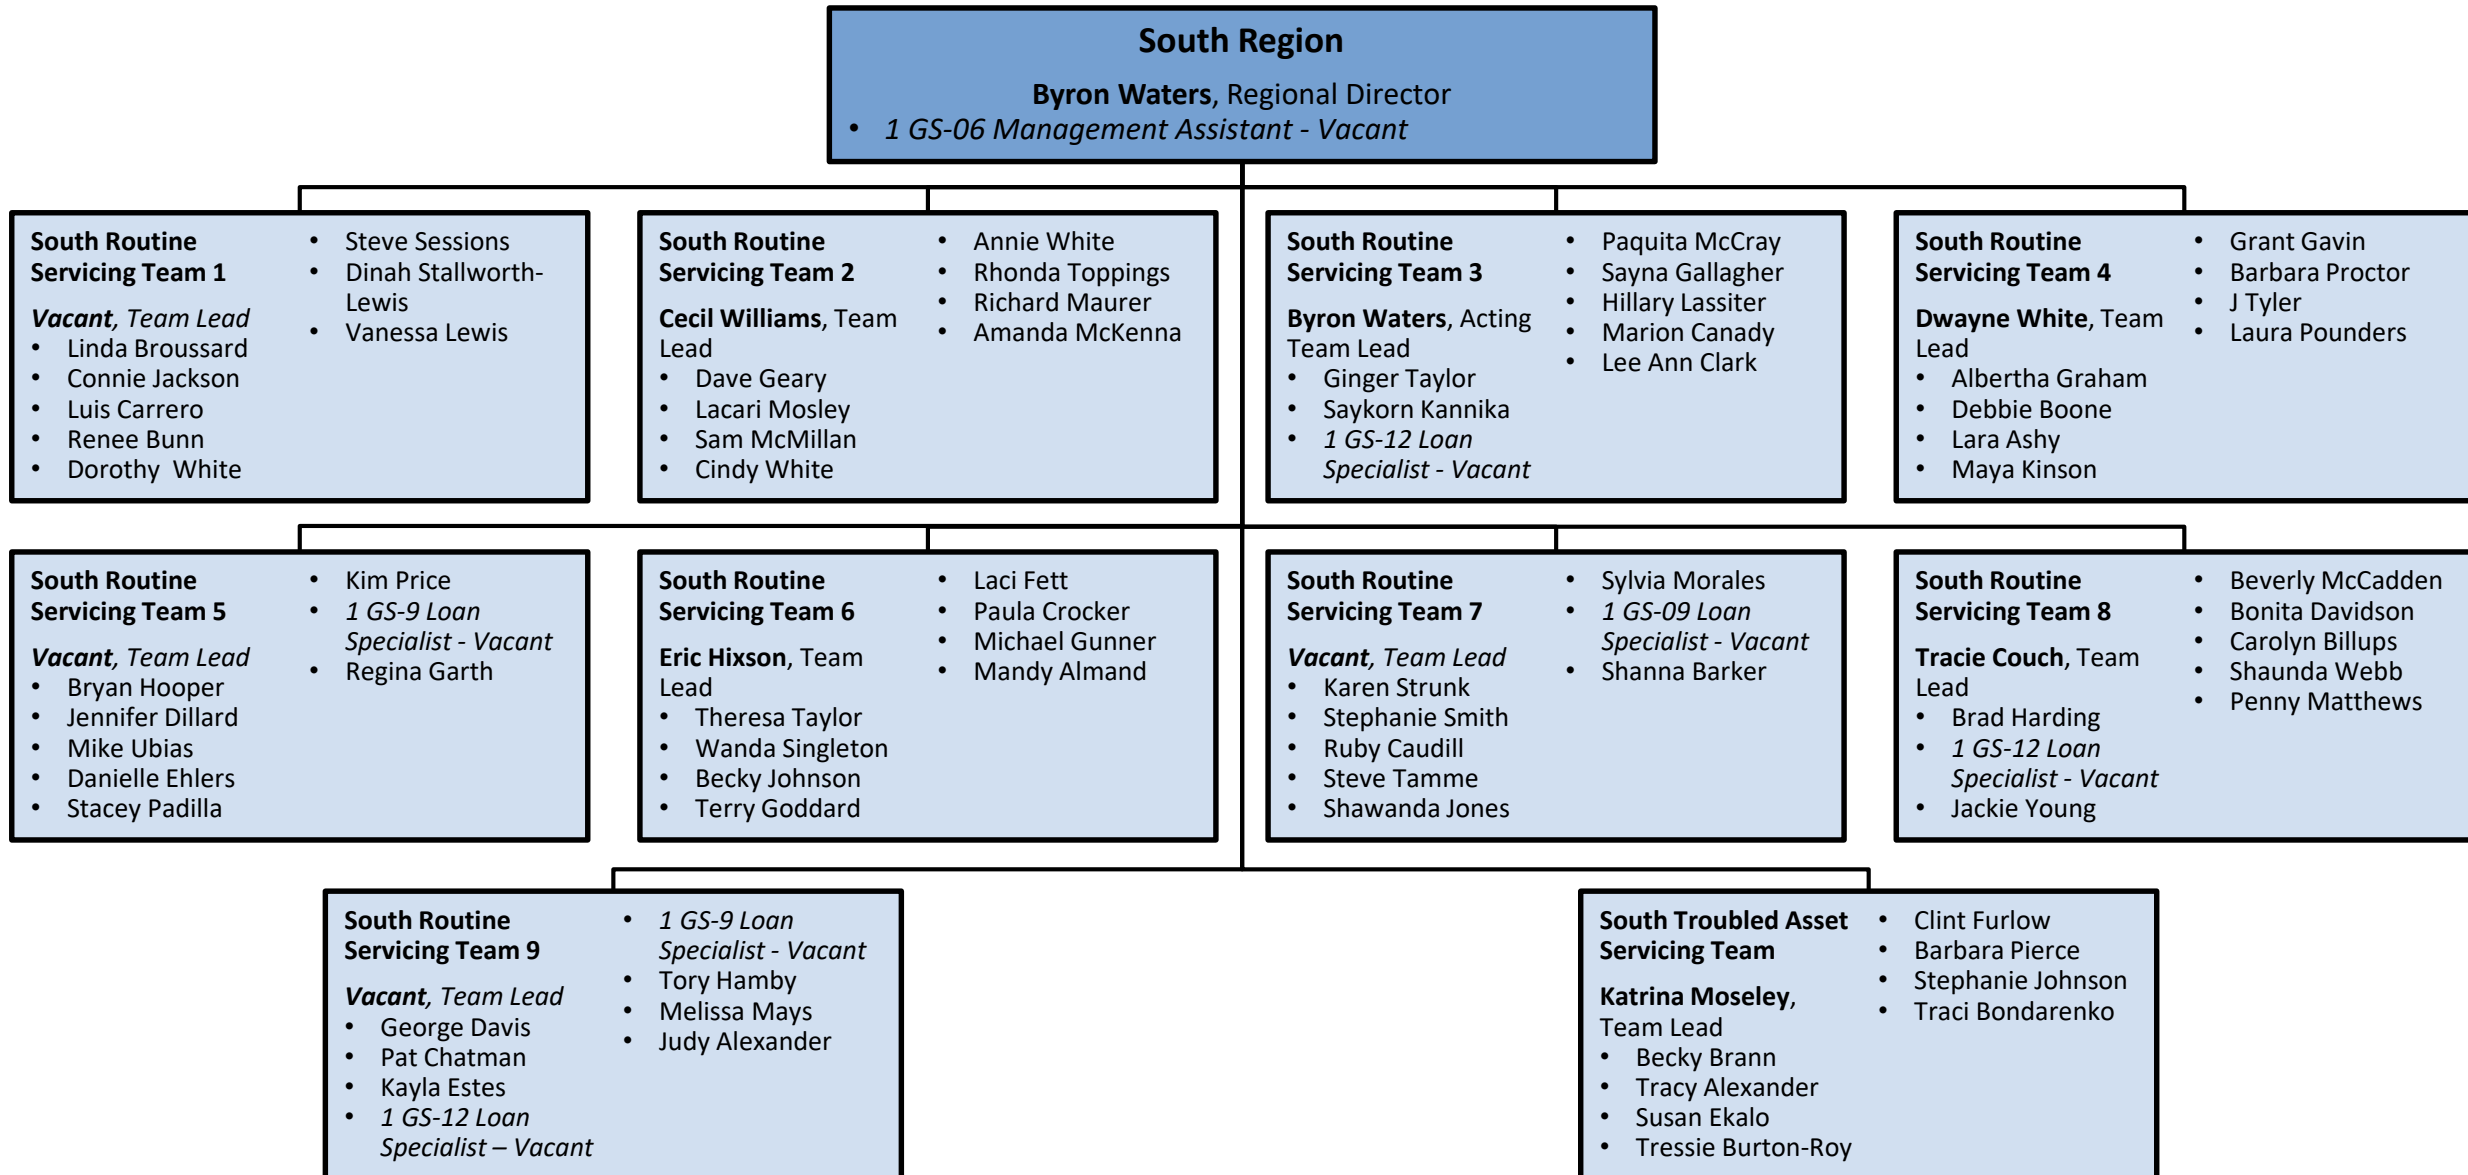 South Region
Byron Waters, Regional Director
• 1 GS-06 Management Assistant - Vacant
South Routine
Servicing Team 1
Vacant, Team Lead
• Linda Broussard
• Connie Jackson
• Luis Carrero
• Renee Bunn
• Dorothy  White
• Steve Sessions
• Dinah Stallworth-
Lewis
• Vanessa Lewis
South Routine
Servicing Team 2
Cecil Williams, Team
Lead
• Dave Geary
• Lacari Mosley
• Sam McMillan
• Cindy White
• Annie White
• Rhonda Toppings
• Richard Maurer
• Amanda McKenna
South Routine
Servicing Team 3
Byron Waters, Acting
Team Lead
• Ginger Taylor
• Saykorn Kannika
• 1 GS-12 Loan
Specialist - Vacant
• Paquita McCray
• Sayna Gallagher
• Hillary Lassiter
• Marion Canady
• Lee Ann Clark
South Routine
Servicing Team 4
Dwayne White, Team
Lead
• Albertha Graham
• Debbie Boone
• Lara Ashy
• Maya Kinson
• Grant Gavin
• Barbara Proctor
• J Tyler
• Laura Pounders
South Routine
Servicing Team 5
Vacant, Team Lead
• Bryan Hooper
• Jennifer Dillard
• Mike Ubias
• Danielle Ehlers
• Stacey Padilla
• Kim Price
• 1 GS-9 Loan
Specialist - Vacant
• Regina Garth
South Routine
Servicing Team 6
Eric Hixson, Team
Lead
• Theresa Taylor
• Wanda Singleton
• Becky Johnson
• Terry Goddard
• Laci Fett
• Paula Crocker
• Michael Gunner
• Mandy Almand
South Routine
Servicing Team 7
Vacant, Team Lead
• Karen Strunk
• Stephanie Smith
• Ruby Caudill
• Steve Tamme
• Shawanda Jones
• Sylvia Morales
• 1 GS-09 Loan
Specialist - Vacant
• Shanna Barker
South Routine
Servicing Team 8
Tracie Couch, Team
Lead
• Brad Harding
• 1 GS-12 Loan
Specialist - Vacant
• Jackie Young
• Beverly McCadden
• Bonita Davidson
• Carolyn Billups
• Shaunda Webb
• Penny Matthews
South Routine
Servicing Team 9
Vacant, Team Lead
• George Davis
• Pat Chatman
• Kayla Estes
• 1 GS-12 Loan
Specialist – Vacant
• 1 GS-9 Loan
Specialist - Vacant
• Tory Hamby
• Melissa Mays
• Judy Alexander
South Troubled Asset
Servicing Team
Katrina Moseley,
Team Lead
• Becky Brann
• Tracy Alexander
• Susan Ekalo
• Tressie Burton-Roy
• Clint Furlow
• Barbara Pierce
• Stephanie Johnson
• Traci Bondarenko